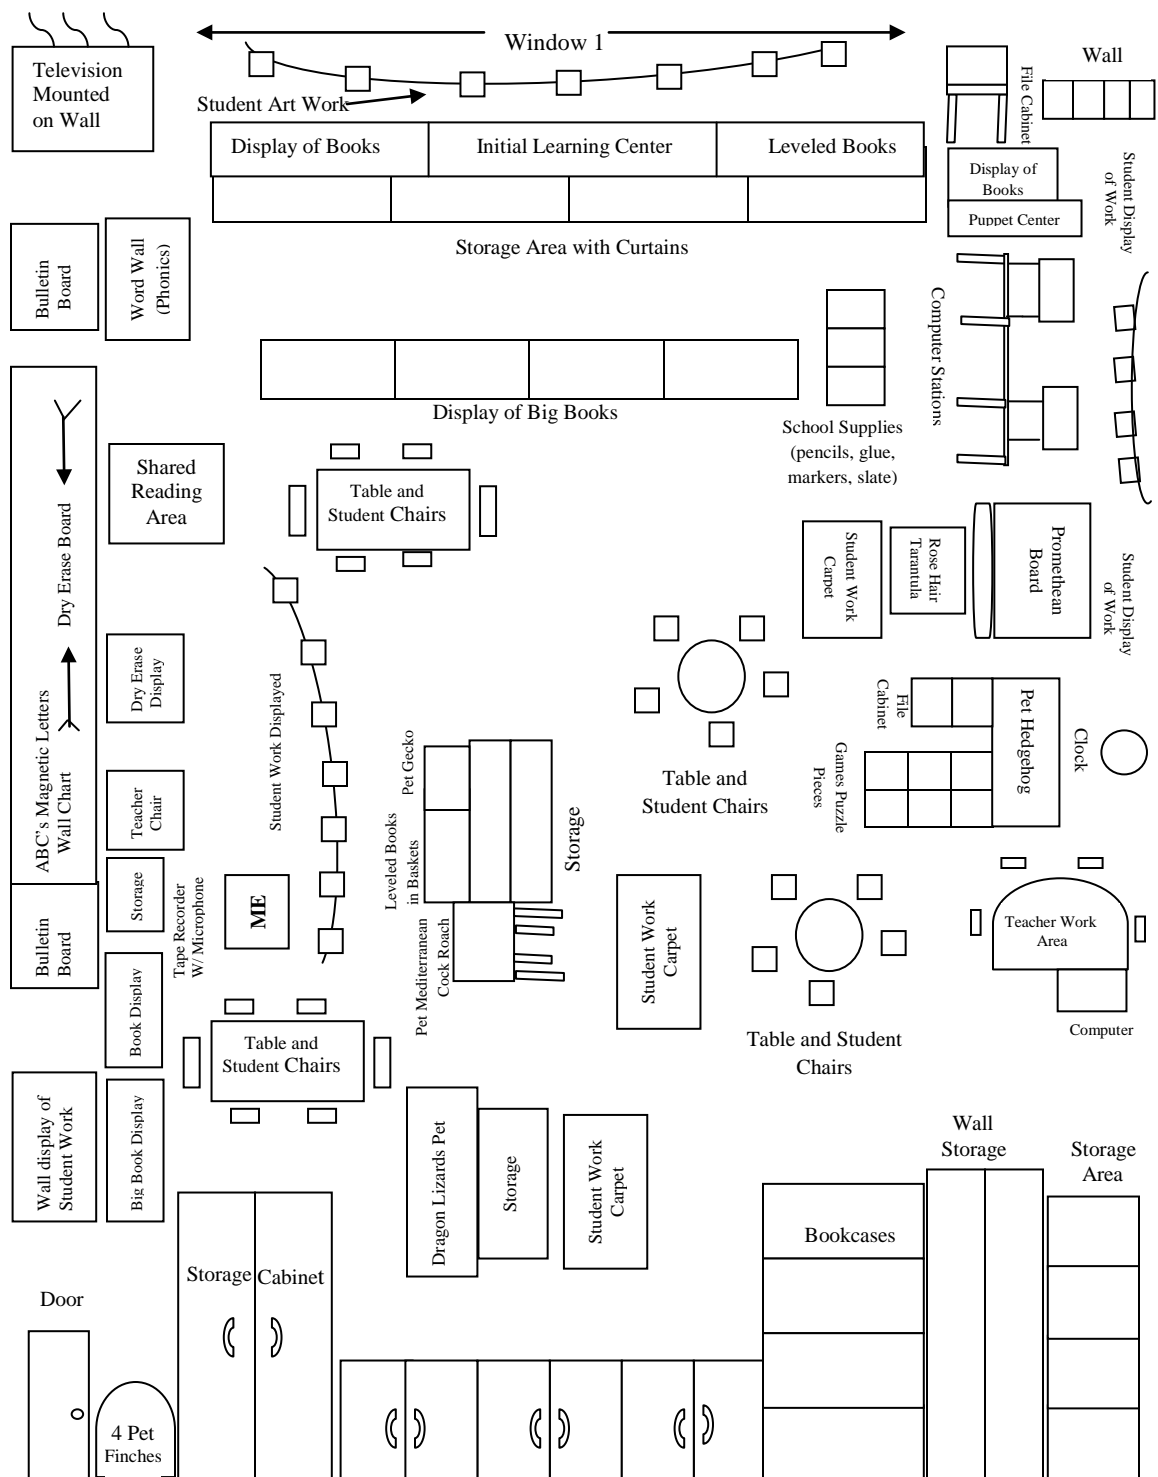 Television
Mounted
on Wall
Window 1
Student Art Work
Wall
File Cabinet
Display of Books
Initial Learning Center
Leveled Books
Display of
Books
Puppet Center
Student Display
of Work
Storage Area with Curtains
Bulletin
Board
Word Wall
(Phonics)
Computer Stations
Display of Big Books
School Supplies
(pencils, glue,
markers, slate)
Shared
Reading
Area
Table and
Student Chairs
Dry Erase Board
Student Work
Carpet
Rose Hair
Tarantula
Promethean
Board
Student Display
of Work
Dry Erase
Display
Student Work Displayed
File
Cabinet
Pet Hedgehog
Clock
Games Puzzle
Pieces
Table and
Student Chairs
Pet Gecko
Storage
ABC's Magnetic Letters
Wall Chart
Teacher
Chair
Leveled Books
in Baskets
Storage
Tape Recorder
W/ Microphone
ME
Bulletin
Board
Pet Mediterranean
Cock Roach
Student Work
Carpet
Teacher Work
Area
Computer
Book Display
Table and
Student Chairs
Table and Student
Chairs
Wall display of
Student Work
Big Book Display
Dragon Lizards Pet
Storage
Student Work
Carpet
Wall
Storage
Storage
Area
Bookcases
Storage Cabinet
Door
4 Pet
Finches